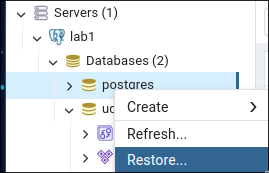 Servers (1)
lab1
Databases (2)
postgres
Create
Refresh...
Restore...